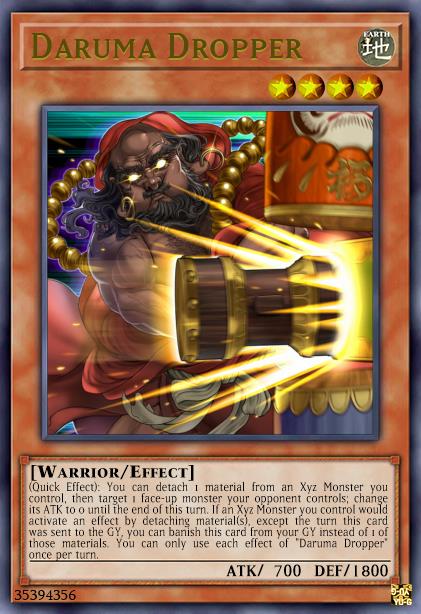 DARUMA DROPPER
EARTH
地
[WARRIOR/EFFECT]
(Quick Effect): You can detach 1 material from an Xyz Monster you
control, then target 1 face-up monster your opponent controls; change
its ATK to 0 until the end of this turn. If an Xyz Monster you control would
activate an effect by detaching material(s), except the turn this card
was sent to the GY, you can banish this card from your GY instead of 1 of
those materials. You can only use each effect of "Daruma Dropper"
once per turn.
ATK/ 700 DEF/1800
35394356